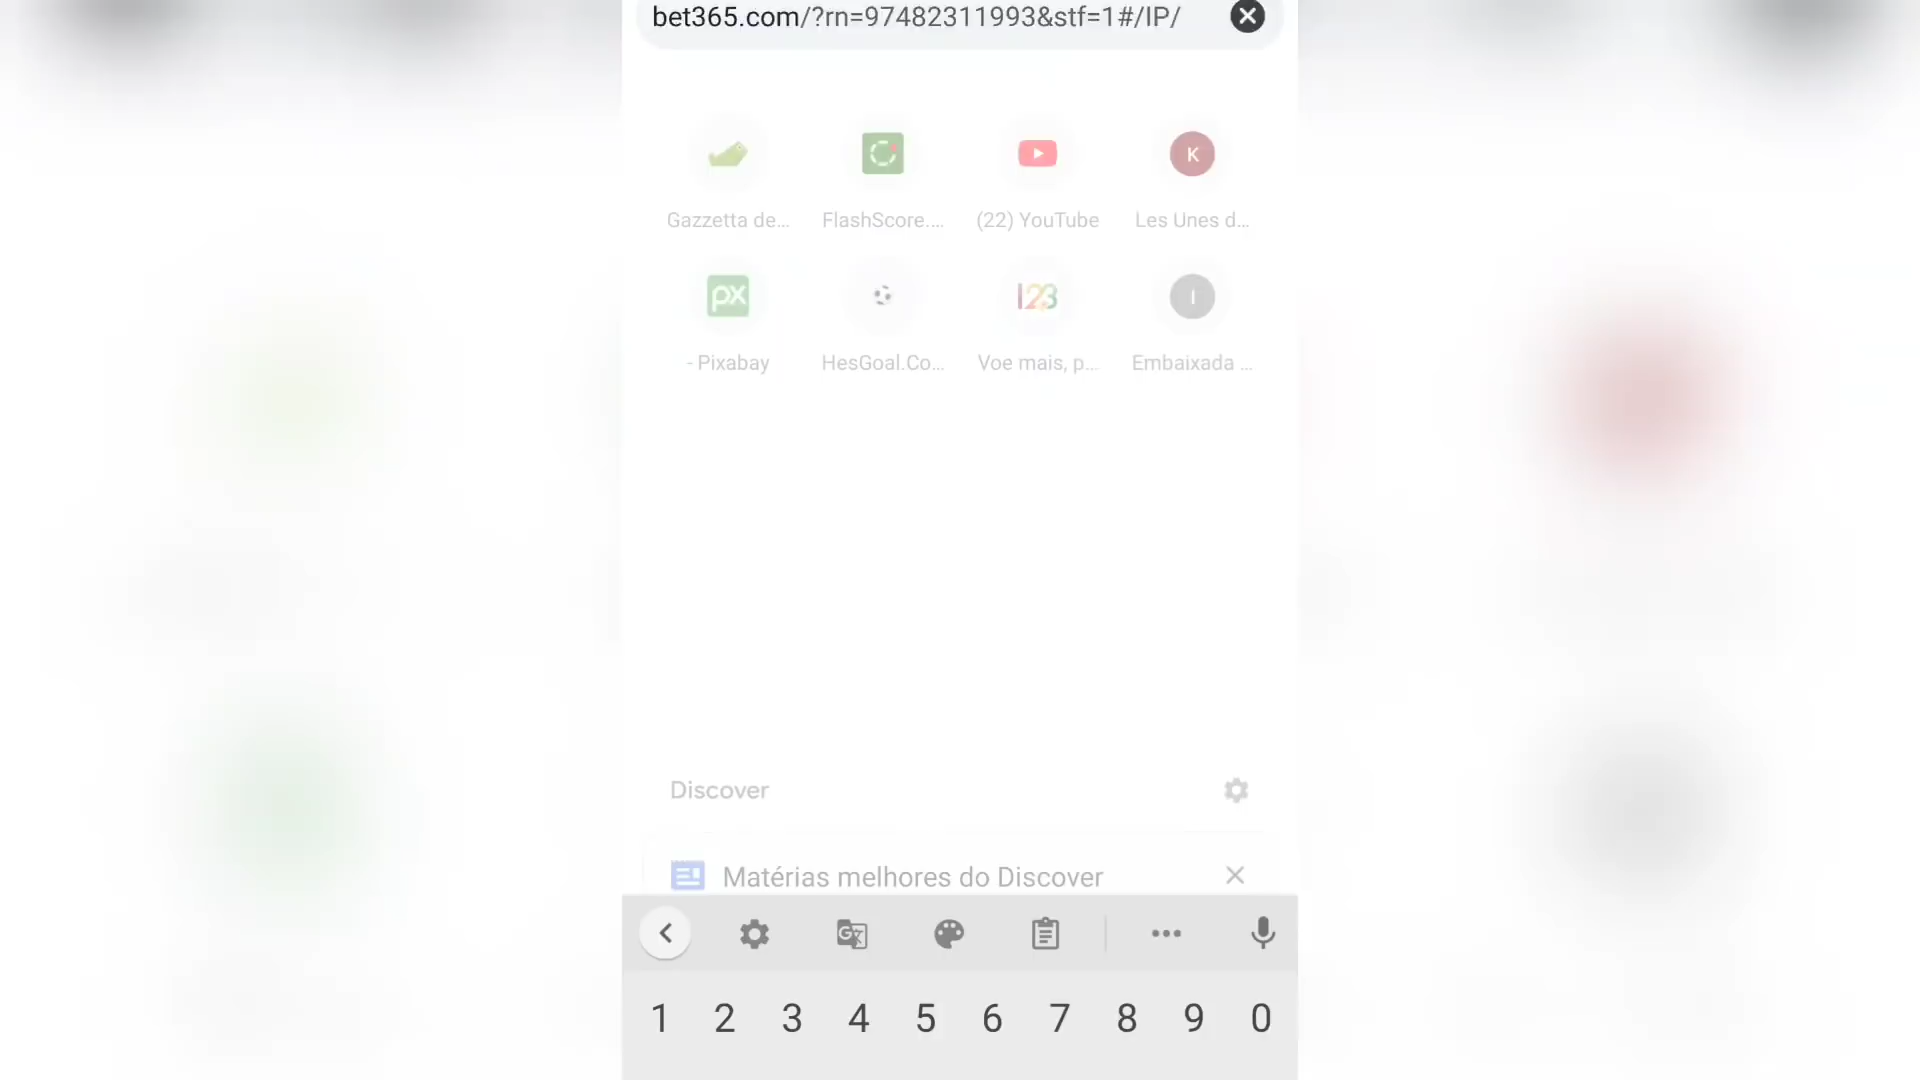 bet365.com/?rn=97482311993&stf=1#/IP/
Gazzetta de... FlashScore.... (22) YouTube Les Unes d...
K
px 123 I
- Pixabay HesGoal.Co... Voe mais, p... Embaixada ...
Discover
Matérias melhores do Discover
1 2 3 4 5 6 7 8 9 0